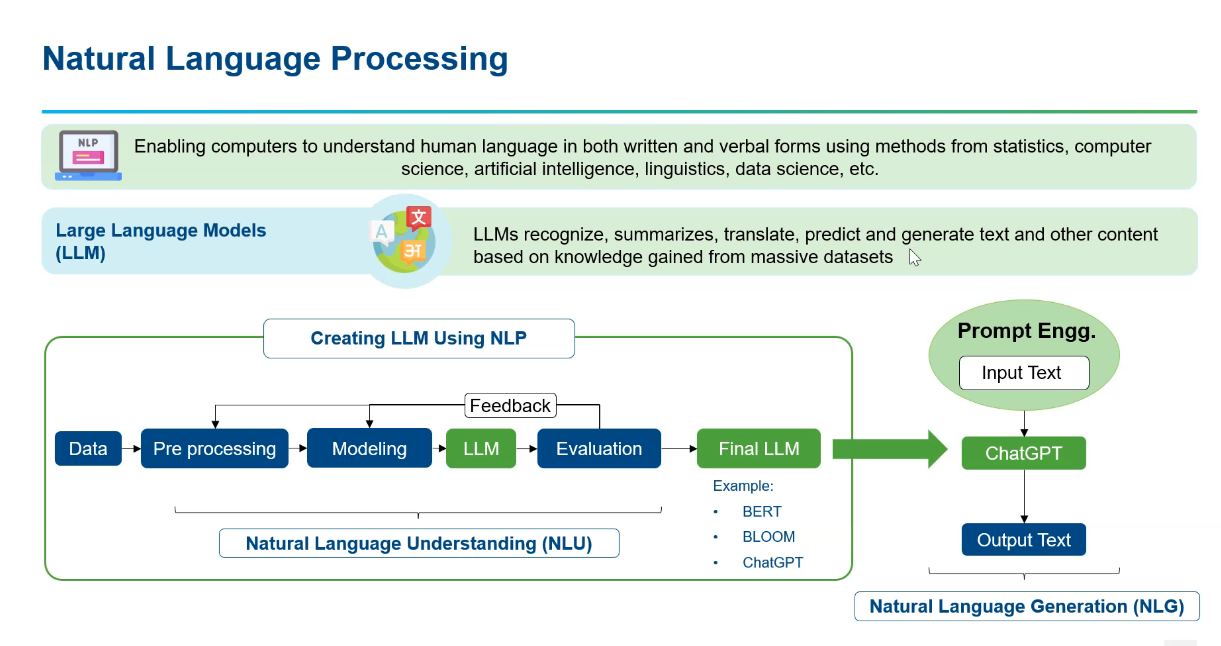 Natural Language Processing
NLP
Enabling computers to understand human language in both written and verbal forms using methods from statistics, computer
science, artificial intelligence, linguistics, data science, etc.
Large Language Models
(LLM)
A
文
अ
LLMs recognize, summarizes, translate, predict and generate text and other content
based on knowledge gained from massive datasets
Creating LLM Using NLP
Feedback
Data
Pre processing
Modeling
LLM
Evaluation
Final LLM
Example:
• BERT
• BLOOM
• ChatGPT
Natural Language Understanding (NLU)
Prompt Engg.
Input Text
ChatGPT
Output Text
Natural Language Generation (NLG)